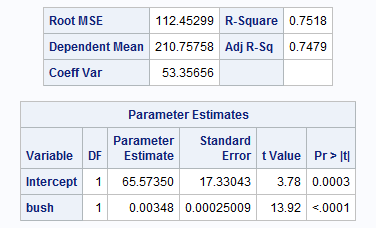 Root MSE 112.45299 R-Square 0.7518
Dependent Mean 210.75758 Adj R-Sq 0.7479
Coeff Var 53.35656
Parameter Estimates
Variable DF Parameter Estimate Standard Error t Value Pr > |t|
Intercept 1 65.57350 17.33043 3.78 0.0003
bush 1 0.00348 0.00025009 13.92 <.0001